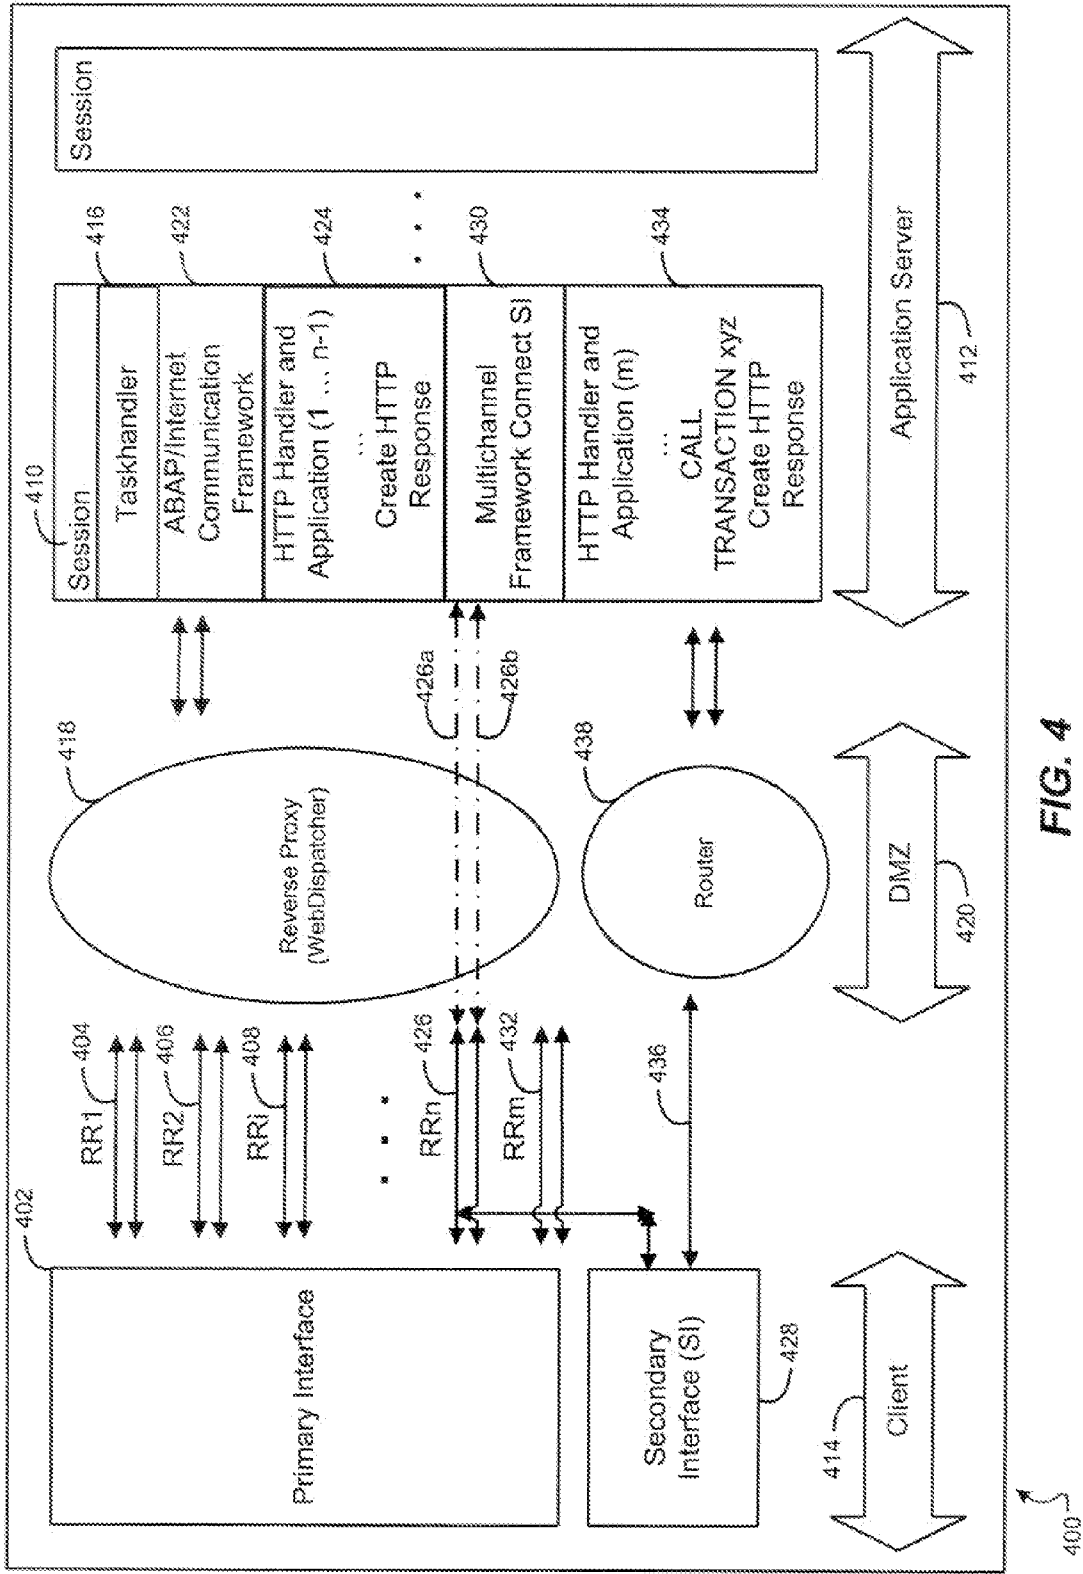 402
Primary Interface
Secondary
Interface (SI)
428
414
Client
400
RR1
404
RR2
406
RRi
408
. . .
RRn
426
RRm
432
436
418
Reverse Proxy
(WebDispatcher)
438
Router
DMZ
420
426a
426b
410
Session
416
Taskhandler
422
ABAP/Internet
Communication
Framework
424
HTTP Handler and
Application (1 ... n-1)
...
Create HTTP
Response
430
Multichannel
Framework Connect SI
434
HTTP Handler and
Application (m)
...
CALL
TRANSACTION xyz
Create HTTP
Response
. . .
Session
Application Server
412
FIG. 4